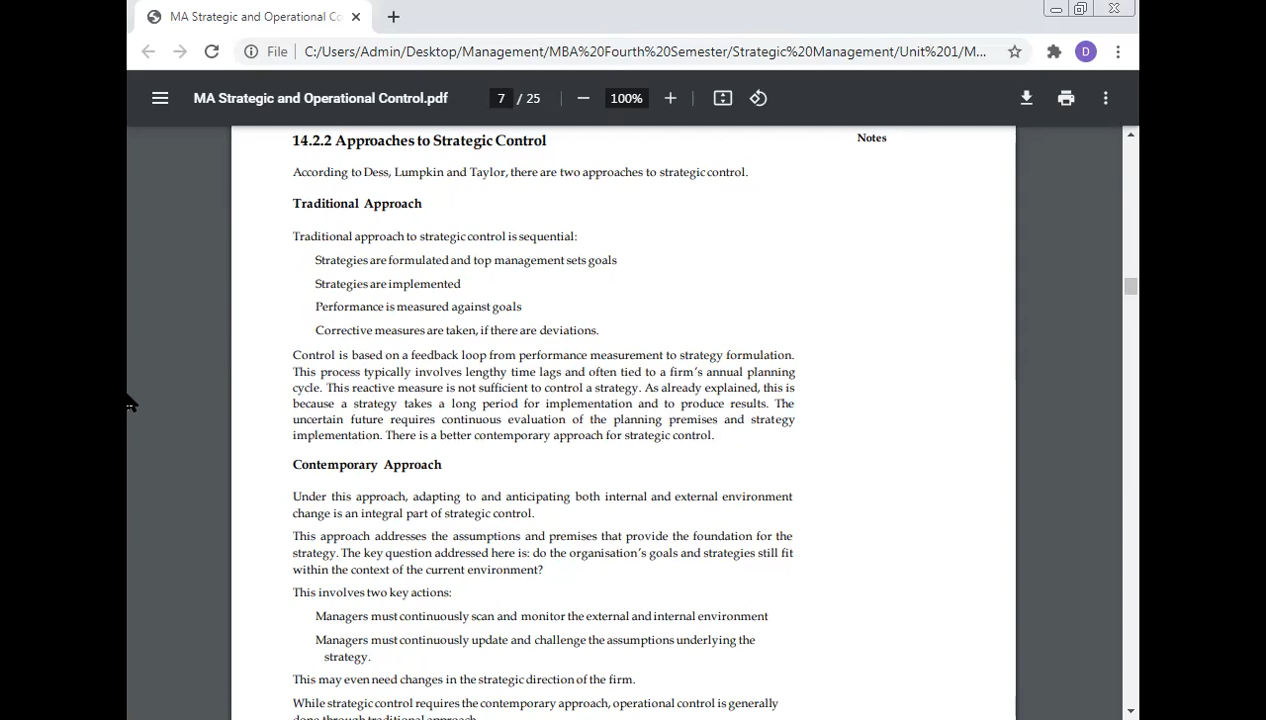 MA Strategic and Operational Co
File C:/Users/Admin/Desktop/Management/MBA%20Fourth%20Semester/Strategic%20Management/Unit%201/M...
D
MA Strategic and Operational Control.pdf 7 / 25 100%
14.2.2 Approaches to Strategic Control
Notes
According to Dess, Lumpkin and Taylor, there are two approaches to strategic control.
Traditional Approach
Traditional approach to strategic control is sequential:
Strategies are formulated and top management sets goals
Strategies are implemented
Performance is measured against goals
Corrective measures are taken, if there are deviations.
Control is based on a feedback loop from performance measurement to strategy formulation.
This process typically involves lengthy time lags and often tied to a firm's annual planning
cycle. This reactive measure is not sufficient to control a strategy. As already explained, this is
because a strategy takes a long period for implementation and to produce results. The
uncertain future requires continuous evaluation of the planning premises and strategy
implementation. There is a better contemporary approach for strategic control.
Contemporary Approach
Under this approach, adapting to and anticipating both internal and external environment
change is an integral part of strategic control.
This approach addresses the assumptions and premises that provide the foundation for the
strategy. The key question addressed here is: do the organisation's goals and strategies still fit
within the context of the current environment?
This involves two key actions:
Managers must continuously scan and monitor the external and internal environment
Managers must continuously update and challenge the assumptions underlying the
strategy.
This may even need changes in the strategic direction of the firm.
While strategic control requires the contemporary approach, operational control is generally
done through traditional approach